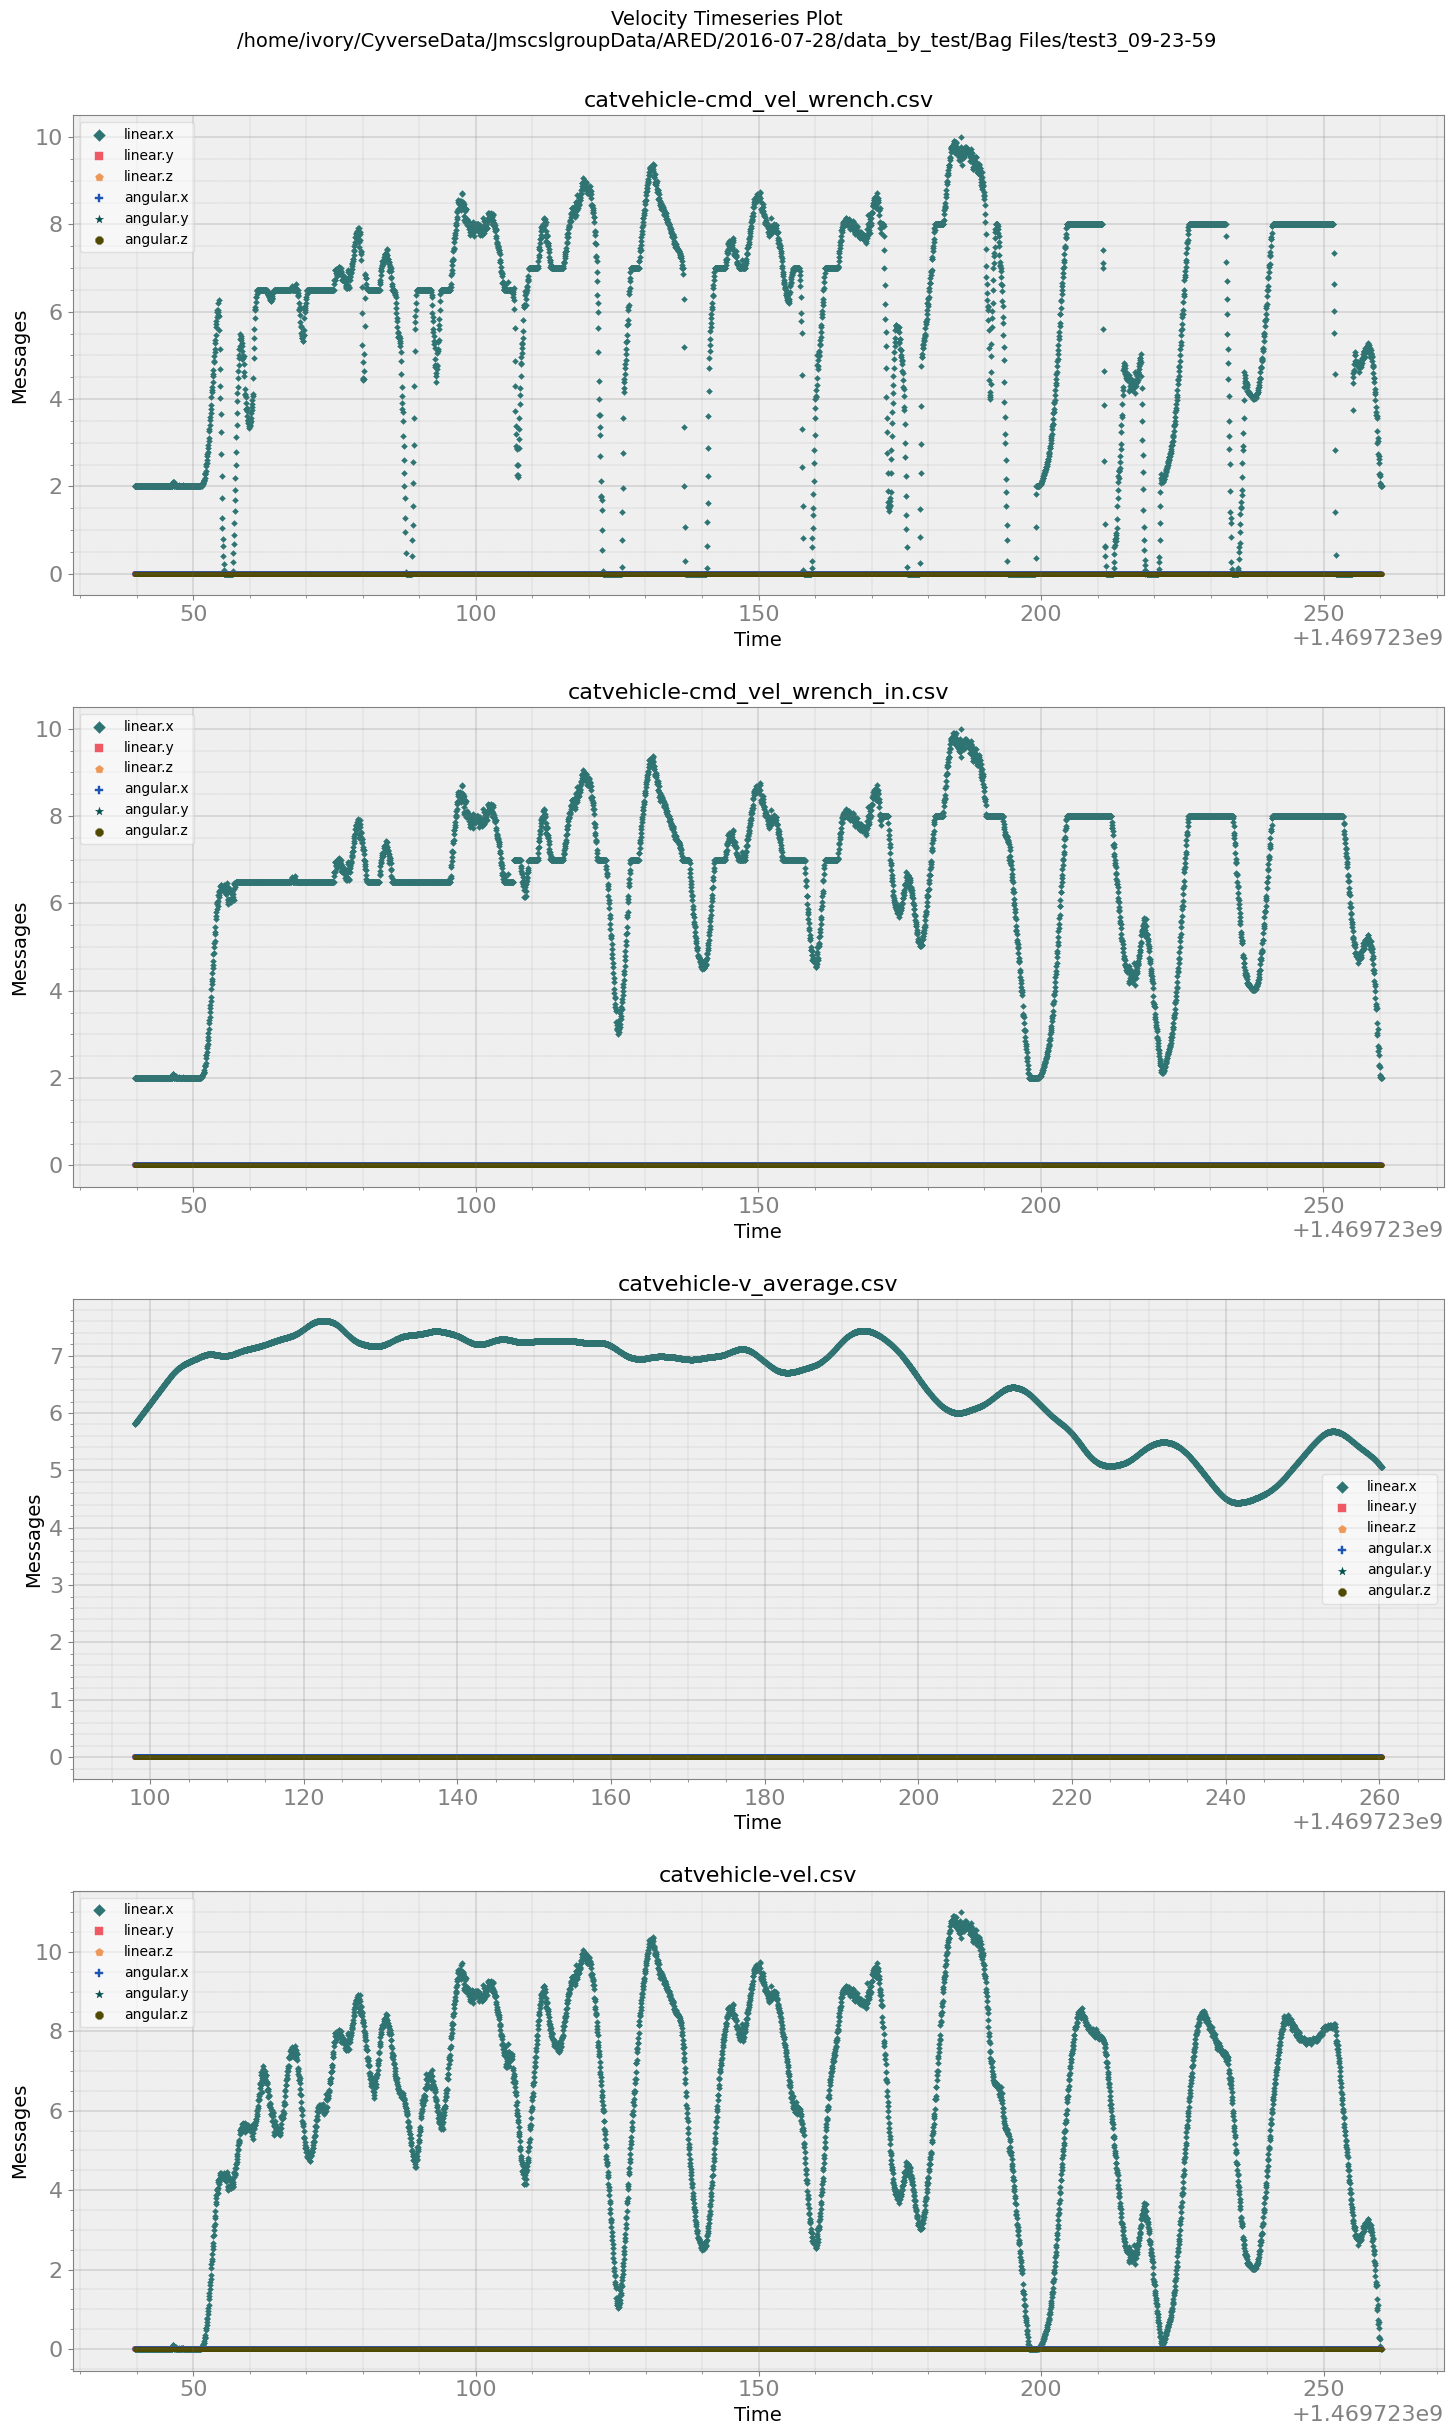 Velocity Timeseries Plot
/home/ivory/CyverseData/JmscslgroupData/ARED/2016-07-28/data_by_test/Bag Files/test3_09-23-59
catvehicle-cmd_vel_wrench.csv
linear.x
linear.y
linear.z
angular.x
angular.y
angular.z
Messages
10
8
6
4
2
0
50 100 150 200 250
Time
+1.469723e9
catvehicle-cmd_vel_wrench_in.csv
linear.x
linear.y
linear.z
angular.x
angular.y
angular.z
Messages
10
8
6
4
2
0
50 100 150 200 250
Time
+1.469723e9
catvehicle-v_average.csv
Messages
7
6
5
4
3
2
1
0
linear.x
linear.y
linear.z
angular.x
angular.y
angular.z
100 120 140 160 180 200 220 240 260
Time
+1.469723e9
catvehicle-vel.csv
linear.x
linear.y
linear.z
angular.x
angular.y
angular.z
Messages
10
8
6
4
2
0
50 100 150 200 250
Time
+1.469723e9